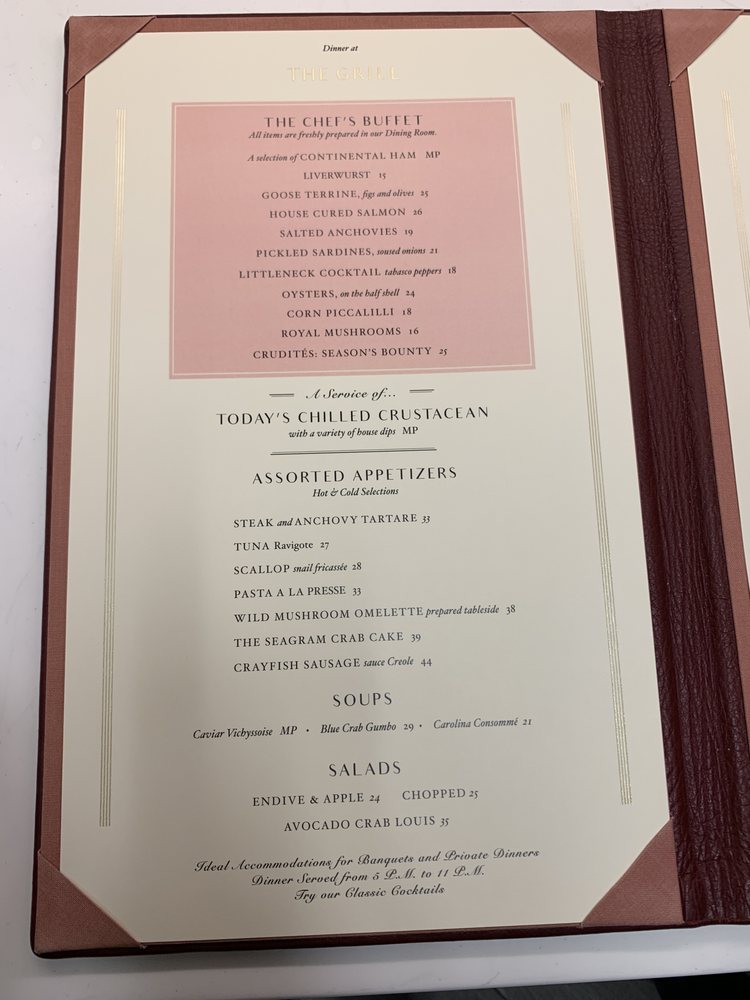 Dinner at
THE GRILL
THE CHEF'S BUFFET
All items are freshly prepared in our Dining Room.
A selection of CONTINENTAL HAM MP
LIVERWURST 15
GOOSE TERRINE, figs and olives 25
HOUSE CURED SALMON 26
SALTED ANCHOVIES 19
PICKLED SARDINES, soused onions 21
LITTLENECK COCKTAIL tabasco peppers 18
OYSTERS, on the half shell 24
CORN PICCALILLI 18
ROYAL MUSHROOMS 16
CRUDITÉS: SEASON'S BOUNTY 25
A Service of...
TODAY'S CHILLED CRUSTACEAN
with a variety of house dips MP
ASSORTED APPETIZERS
Hot & Cold Selections
STEAK and ANCHOVY TARTARE 33
TUNA Ravigote 27
SCALLOP snail fricassée 28
PASTA A LA PRESSE 33
WILD MUSHROOM OMELETTE prepared tableside 38
THE SEAGRAM CRAB CAKE 39
CRAYFISH SAUSAGE sauce Creole 44
SOUPS
Caviar Vichyssoise MP • Blue Crab Gumbo 29 • Carolina Consommé 21
SALADS
ENDIVE & APPLE 24 CHOPPED 25
AVOCADO CRAB LOUIS 35
Ideal Accommodations for Banquets and Private Dinners
Dinner Served from 5 P.M. to 11 P.M.
Try our Classic Cocktails